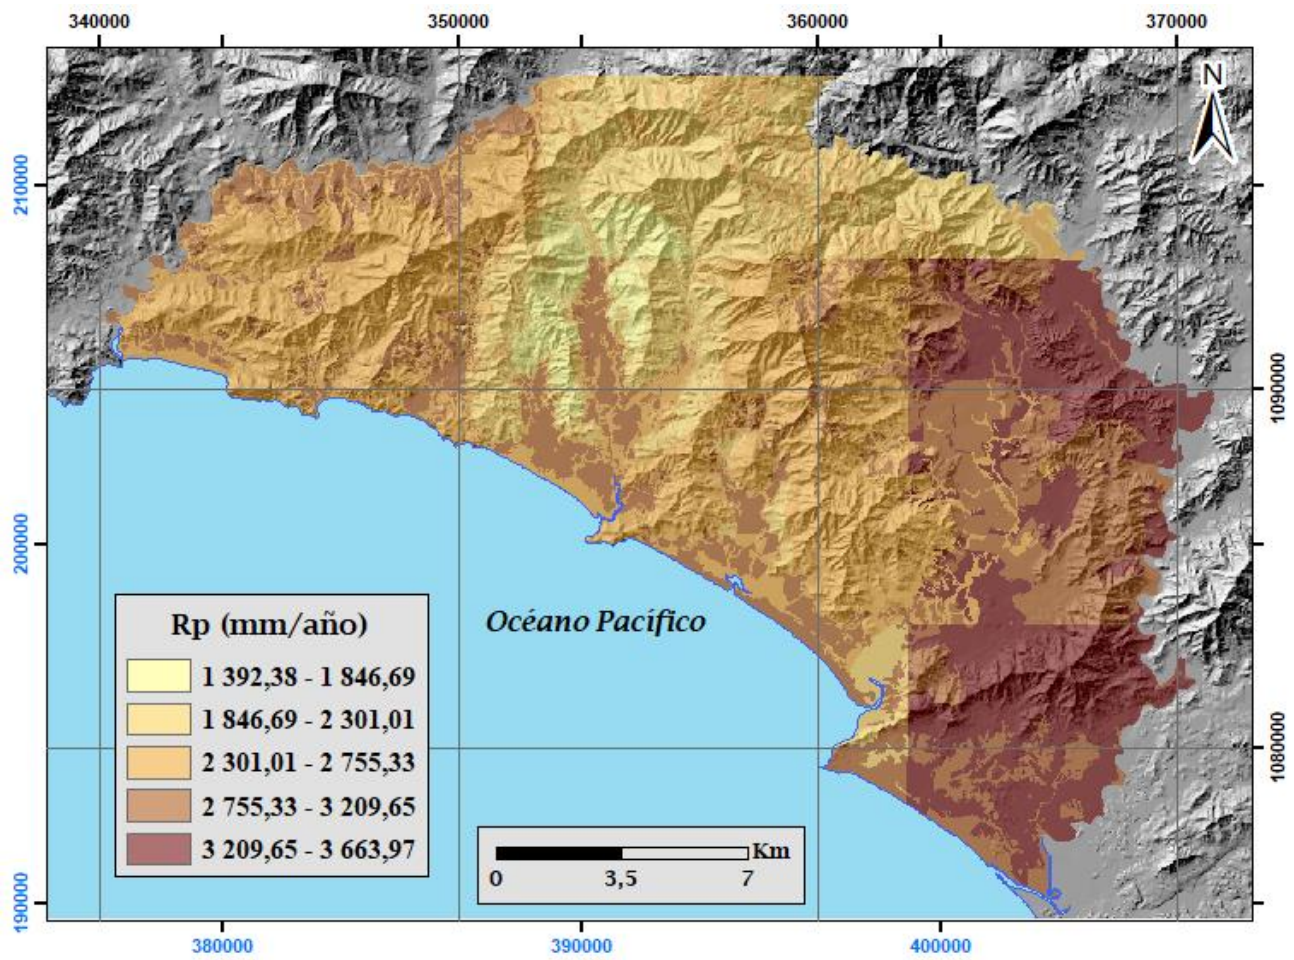 340000 350000 360000 370000
N
210000
1090000
200000
Océano Pacífico
Rp (mm/año)
1 392,38 - 1 846,69
1 846,69 - 2 301,01
2 301,01 - 2 755,33
2 755,33 - 3 209,65
3 209,65 - 3 663,97
1080000
Km
0 3,5 7
190000
380000 390000 400000